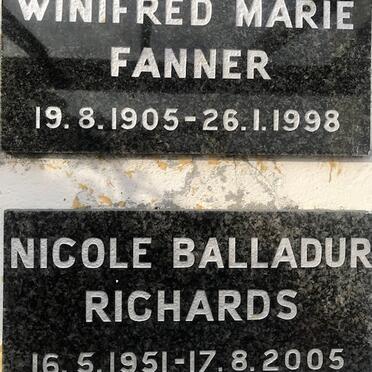 WINIFRED MARIE
FANNER
19.8.1905-26.1.1998
NICOLE BALLADUR
RICHARDS
16.5.1951-17.8.2005